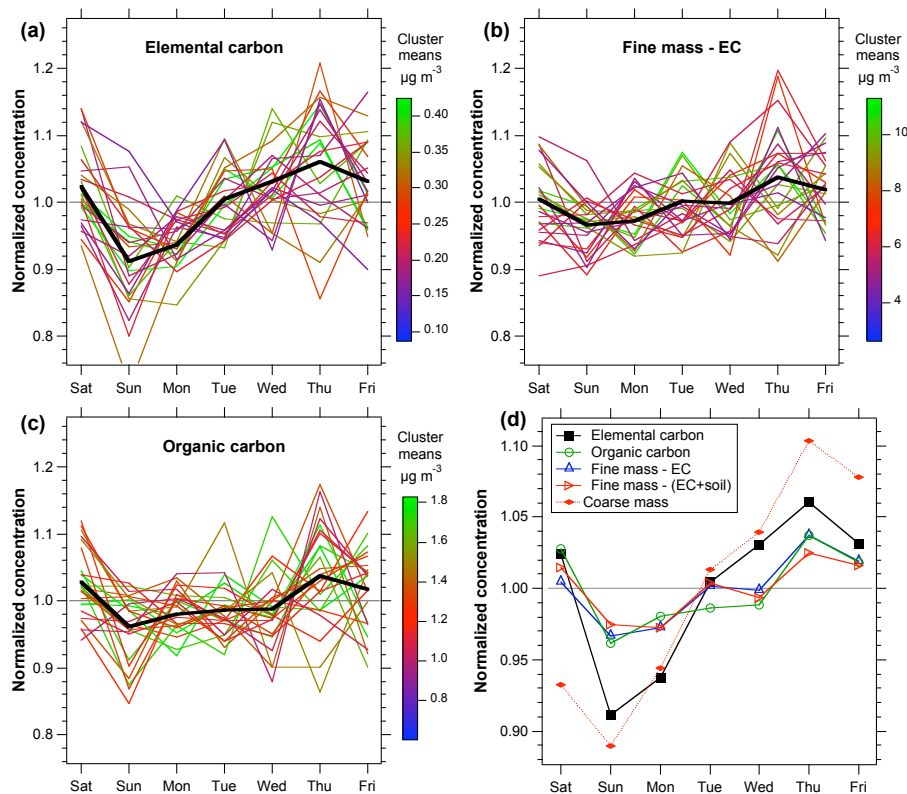 (a)
Elemental carbon
Normalized concentration
1.2
1.1
1.0
0.9
0.8
Sat Sun Mon Tue Wed Thu Fri
Cluster
means
µg m-3
0.40
0.35
0.30
0.25
0.20
0.15
0.10
(b)
Fine mass - EC
Normalized concentration
1.2
1.1
1.0
0.9
0.8
Sat Sun Mon Tue Wed Thu Fri
Cluster
means
µg m-3
10
8
6
4
(c)
Organic carbon
Normalized concentration
1.2
1.1
1.0
0.9
0.8
Sat Sun Mon Tue Wed Thu Fri
Cluster
means
µg m-3
1.8
1.6
1.4
1.2
1.0
0.8
(d)
Elemental carbon
Organic carbon
Fine mass - EC
Fine mass - (EC+soil)
Coarse mass
Normalized concentration
1.10
1.05
1.00
0.95
0.90
Sat Sun Mon Tue Wed Thu Fri